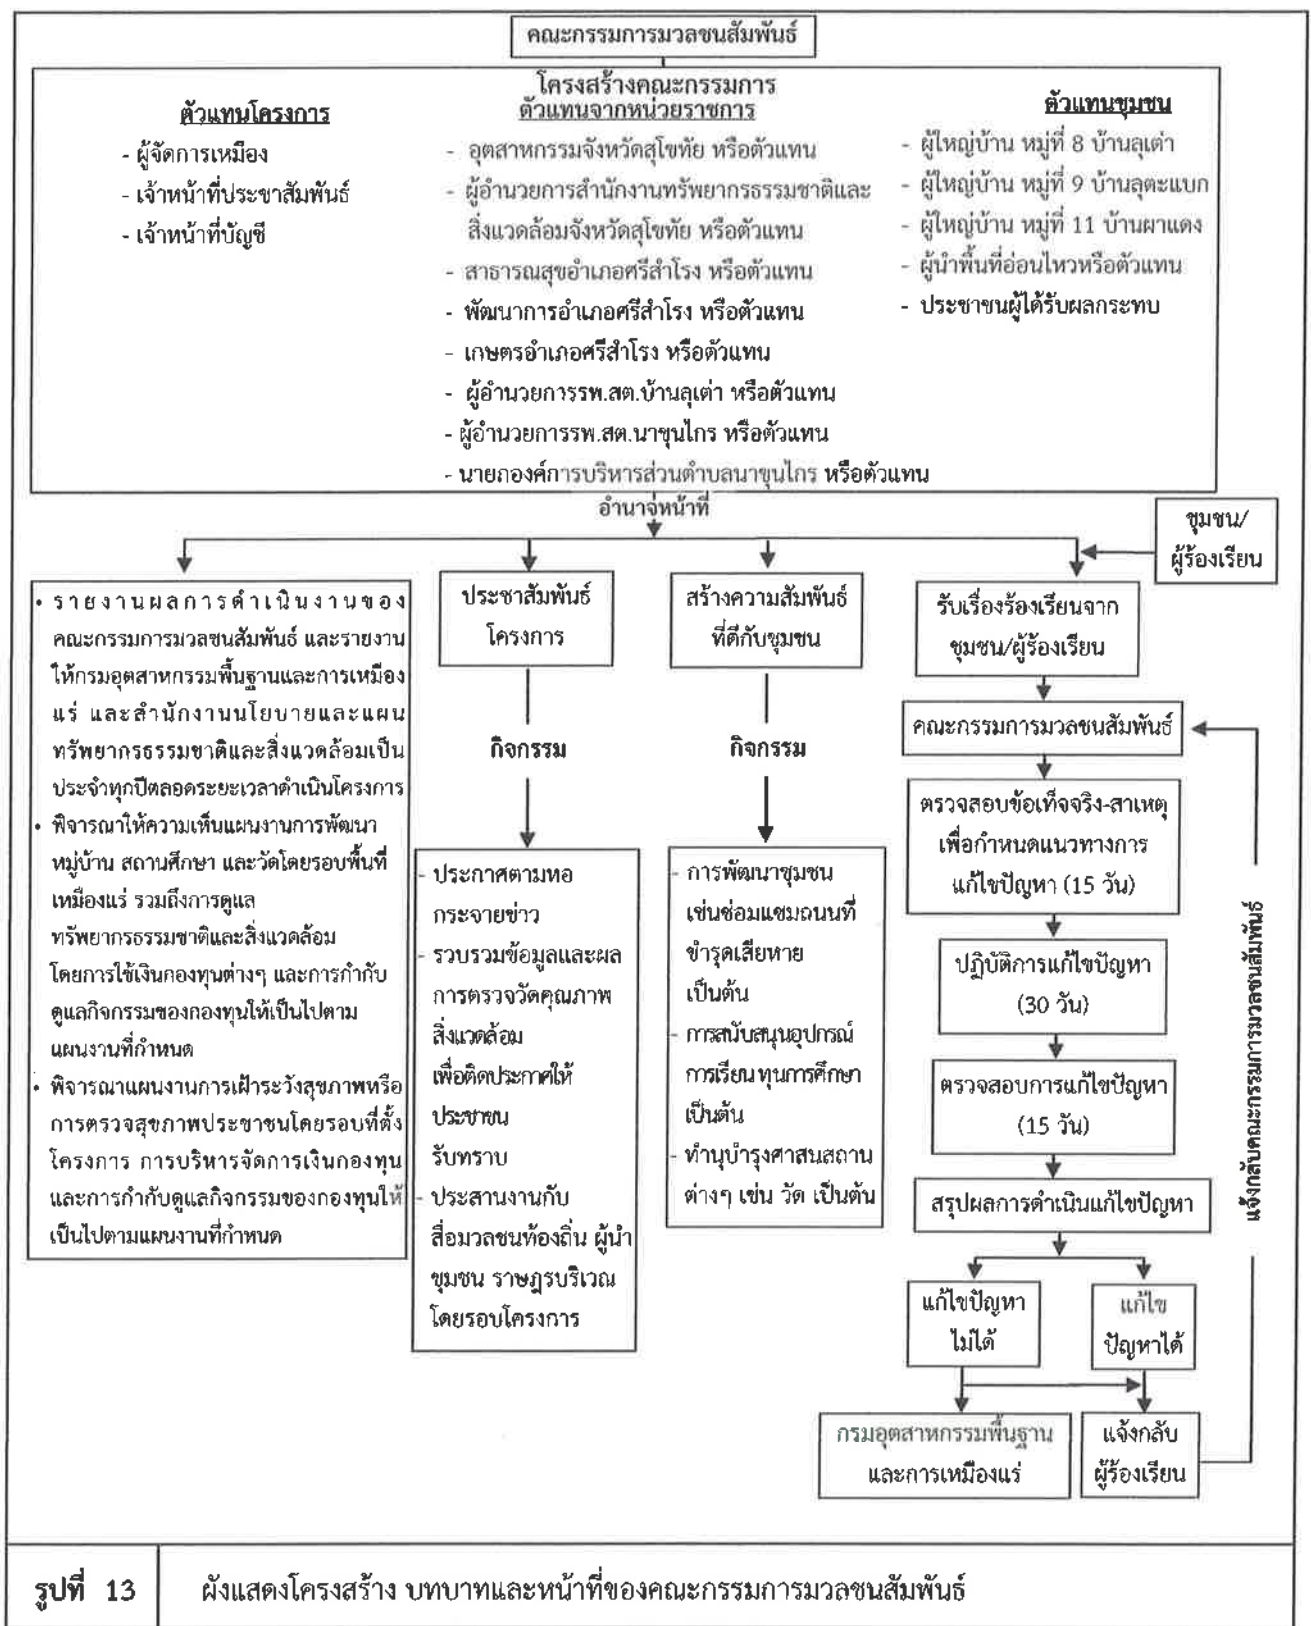 คณะกรรมการมวลชนสัมพันธ์
โครงสร้างคณะกรรมการ
ตัวแทนโครงการ
- ผู้จัดการเหมือง
- เจ้าหน้าที่ประชาสัมพันธ์
- เจ้าหน้าที่บัญชี
ตัวแทนจากหน่วยราชการ
- อุตสาหกรรมจังหวัดสุโขทัย หรือตัวแทน
- ผู้อำนวยการสำนักงานทรัพยากรธรรมชาติและ
สิ่งแวดล้อมจังหวัดสุโขทัย หรือตัวแทน
- สาธารณสุขอำเภอศรีสำโรง หรือตัวแทน
- พัฒนาการอำเภอศรีสำโรง หรือตัวแทน
- เกษตรอำเภอศรีสำโรง หรือตัวแทน
- ผู้อำนวยการรพ.สต.บ้านลุเต่า หรือตัวแทน
- ผู้อำนวยการรพ.สต.นาขุนไกร หรือตัวแทน
- นายกองค์การบริหารส่วนตำบลนาขุนไกร หรือตัวแทน
ตัวแทนชุมชน
- ผู้ใหญ่บ้าน หมู่ที่ 8 บ้านลุเต่า
- ผู้ใหญ่บ้าน หมู่ที่ 9 บ้านลุตะแบก
- ผู้ใหญ่บ้าน หมู่ที่ 11 บ้านผาแดง
- ผู้นำพื้นที่อ่อนไหวหรือตัวแทน
- ประชาชนผู้ได้รับผลกระทบ
อำนาจหน้าที่
ชุมชน/
ผู้ร้องเรียน
• รายงานผลการดำเนินงานของ
คณะกรรมการมวลชนสัมพันธ์ และรายงาน
ให้กรมอุตสาหกรรมพื้นฐานและการเหมือง
แร่ และสำนักงานนโยบายและแผน
ทรัพยากรธรรมชาติและสิ่งแวดล้อมเป็น
ประจำทุกปีตลอดระยะเวลาดำเนินโครงการ
• พิจารณาให้ความเห็นแผนงานการพัฒนา
หมู่บ้าน สถานศึกษา และวัดโดยรอบพื้นที่
เหมืองแร่ รวมถึงการดูแล
ทรัพยากรธรรมชาติและสิ่งแวดล้อม
โดยการใช้เงินกองทุนต่างๆ และการกำกับ
ดูแลกิจกรรมของกองทุนให้เป็นไปตาม
แผนงานที่กำหนด
• พิจารณาแผนงานการเฝ้าระวังสุขภาพหรือ
การตรวจสุขภาพประชาชนโดยรอบที่ตั้ง
โครงการ การบริหารจัดการเงินกองทุน
และการกำกับดูแลกิจกรรมของกองทุนให้
เป็นไปตามแผนงานที่กำหนด
ประชาสัมพันธ์
โครงการ
กิจกรรม
- ประกาศตามหอ
กระจายข่าว
- รวบรวมข้อมูลและผล
การตรวจวัดคุณภาพ
สิ่งแวดล้อม
เพื่อติดประกาศให้
ประชาชน
รับทราบ
- ประสานงานกับ
สื่อมวลชนท้องถิ่น ผู้นำ
ชุมชน ราษฎรบริเวณ
โดยรอบโครงการ
สร้างความสัมพันธ์
ที่ดีกับชุมชน
กิจกรรม
- การพัฒนาชุมชน
เช่นซ่อมแซมถนนที่
ชำรุดเสียหาย
เป็นต้น
- การสนับสนุนอุปกรณ์
การเรียน ทุนการศึกษา
เป็นต้น
- ทำนุบำรุงศาสนสถาน
ต่างๆ เช่น วัด เป็นต้น
รับเรื่องร้องเรียนจาก
ชุมชน/ผู้ร้องเรียน
คณะกรรมการมวลชนสัมพันธ์
ตรวจสอบข้อเท็จจริง-สาเหตุ
เพื่อกำหนดแนวทางการ
แก้ไขปัญหา (15 วัน)
ปฏิบัติการแก้ไขปัญหา
(30 วัน)
ตรวจสอบการแก้ไขปัญหา
(15 วัน)
สรุปผลการดำเนินแก้ไขปัญหา
แก้ไขปัญหา
ไม่ได้
แก้ไข
ปัญหาได้
กรมอุตสาหกรรมพื้นฐาน
และการเหมืองแร่
แจ้งกลับ
ผู้ร้องเรียน
แจ้งกลับคณะกรรมการมวลชนสัมพันธ์
รูปที่ 13
ผังแสดงโครงสร้าง บทบาทและหน้าที่ของคณะกรรมการมวลชนสัมพันธ์